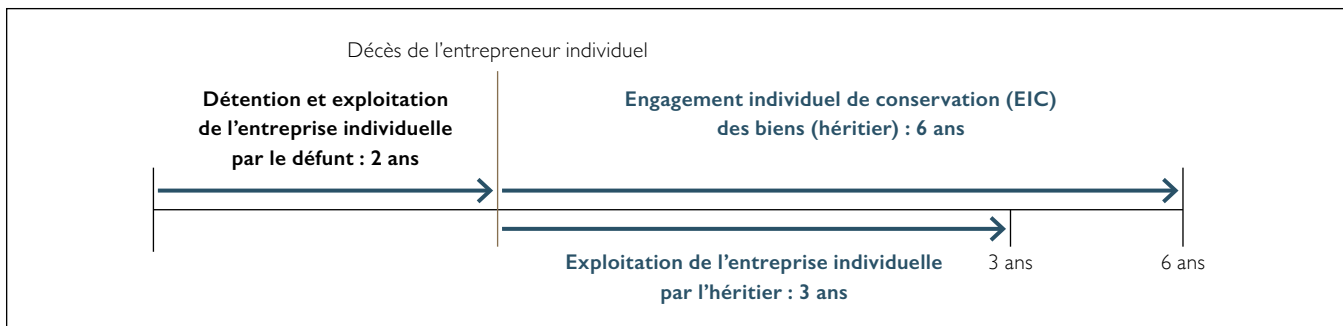 Décès de l’entrepreneur individuel
Détention et exploitation
de l’entreprise individuelle
par le défunt : 2 ans
Engagement individuel de conservation (EIC)
des biens (héritier) : 6 ans
Exploitation de l’entreprise individuelle
par l’héritier : 3 ans
3 ans
6 ans